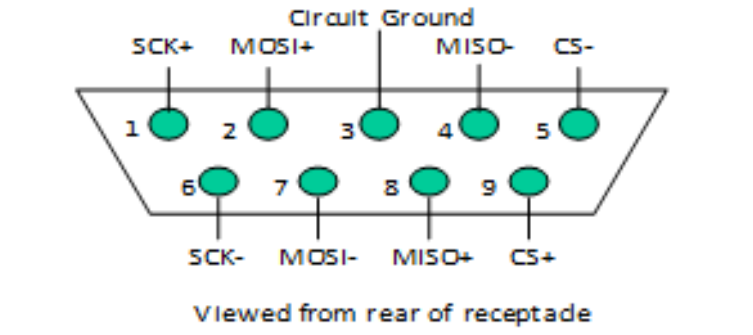 Circuit Ground
SCK+ MOSI+ MISO- CS-
1 2 3 4 5
6 7 8 9
SCK- MOSI- MISO+ CS+
Viewed from rear of receptacle